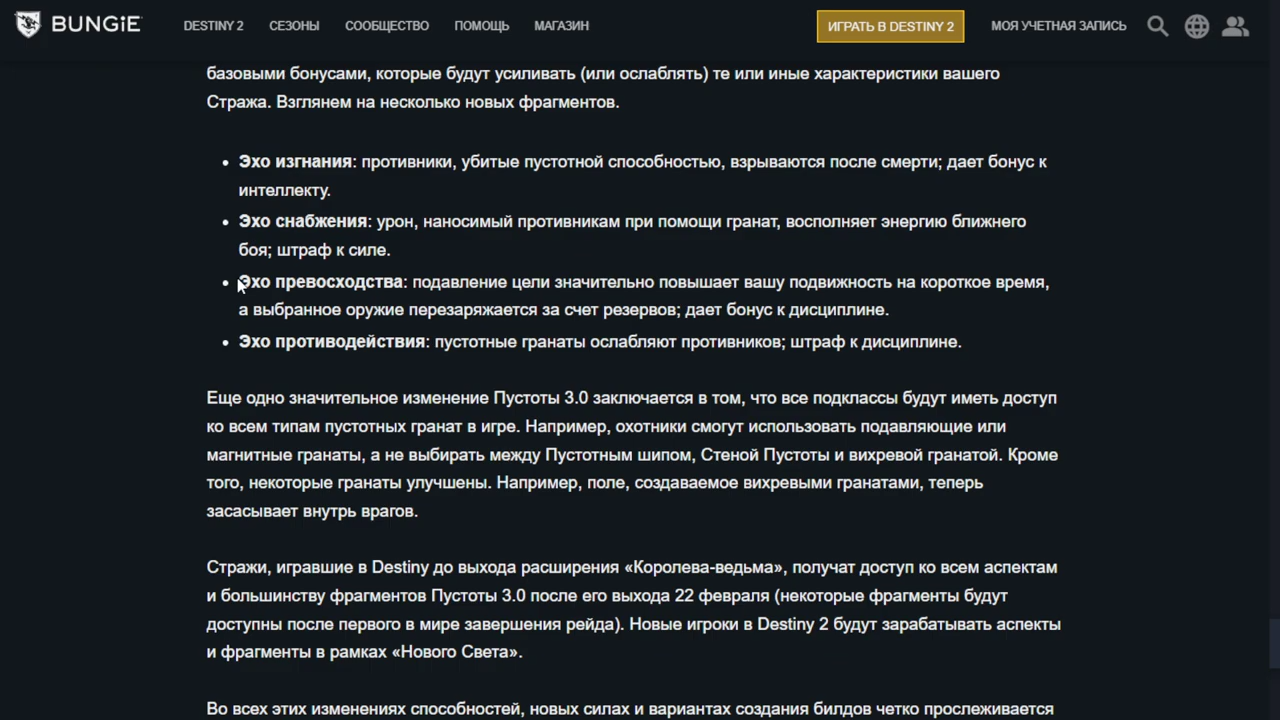 BUNGiE DESTINY 2 СЕЗОНЫ СООБЩЕСТВО ПОМОЩЬ МАГАЗИН ИГРАТЬ В DESTINY 2 МОЯ УЧЕТНАЯ ЗАПИСЬ
базовыми бонусами, которые будут усиливать (или ослаблять) те или иные характеристики вашего
Стража. Взглянем на несколько новых фрагментов.
• Эхо изгнания: противники, убитые пустотной способностью, взрываются после смерти; дает бонус к
интеллекту.
• Эхо снабжения: урон, наносимый противникам при помощи гранат, восполняет энергию ближнего
боя; штраф к силе.
• Эхо превосходства: подавление цели значительно повышает вашу подвижность на короткое время,
а выбранное оружие перезаряжается за счет резервов; дает бонус к дисциплине.
• Эхо противодействия: пустотные гранаты ослабляют противников; штраф к дисциплине.
Еще одно значительное изменение Пустоты 3.0 заключается в том, что все подклассы будут иметь доступ
ко всем типам пустотных гранат в игре. Например, охотники смогут использовать подавляющие или
магнитные гранаты, а не выбирать между Пустотным шипом, Стеной Пустоты и вихревой гранатой. Кроме
того, некоторые гранаты улучшены. Например, поле, создаваемое вихревыми гранатами, теперь
засасывает внутрь врагов.
Стражи, игравшие в Destiny до выхода расширения «Королева-ведьма», получат доступ ко всем аспектам
и большинству фрагментов Пустоты 3.0 после его выхода 22 февраля (некоторые фрагменты будут
доступны после первого в мире завершения рейда). Новые игроки в Destiny 2 будут зарабатывать аспекты
и фрагменты в рамках «Нового Света».
Во всех этих изменениях способностей, новых силах и вариантах создания билдов четко прослеживается